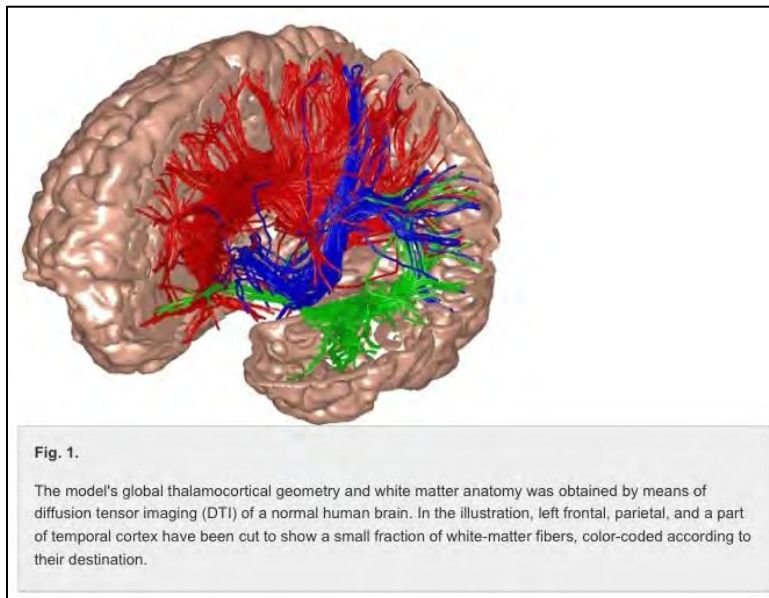 Fig. 1.
The model's global thalamocortical geometry and white matter anatomy was obtained by means of
diffusion tensor imaging (DTI) of a normal human brain. In the illustration, left frontal, parietal, and a part
of temporal cortex have been cut to show a small fraction of white-matter fibers, color-coded according to
their destination.